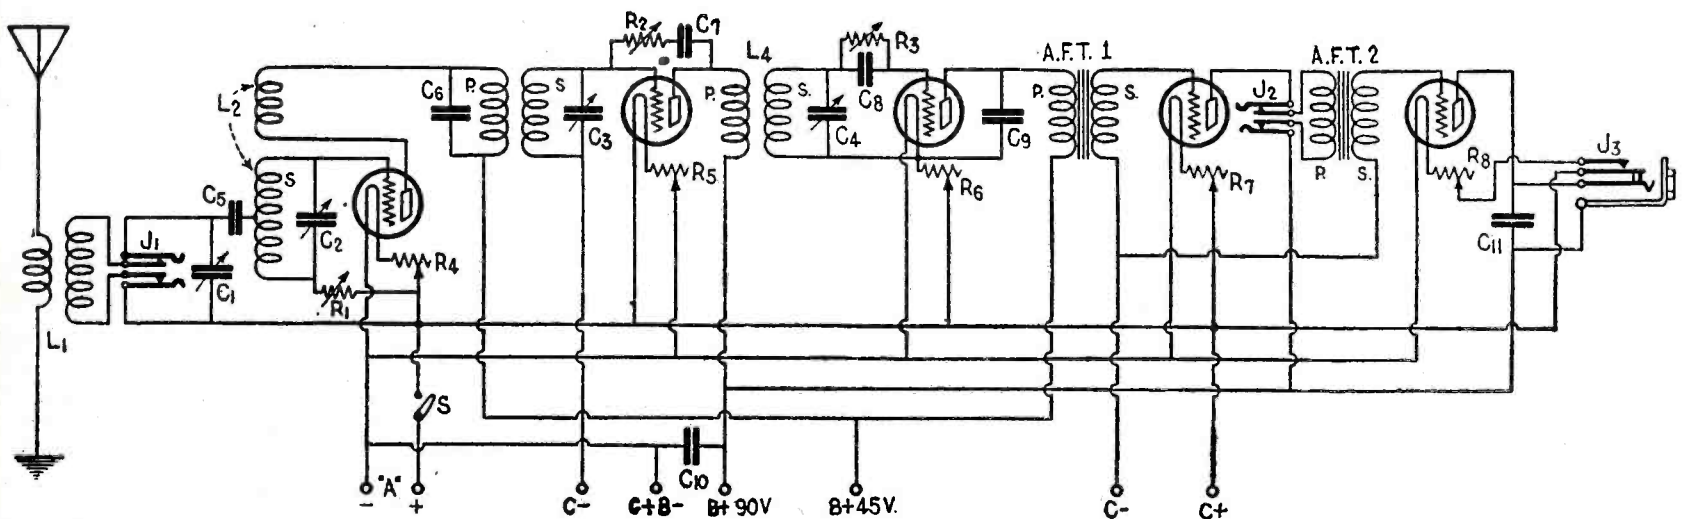 R2 C7
L4
R3
A.F.T. 1
A.F.T. 2
L2
C6
P.
S
C3
P.
S.
C4
C8
C9
P.
S.
J2
P.
S.
R8
J3
C5
S
C2
R5
R6
R7
J1
C1
R1
R4
C11
L1
S
C10
- "A" +
C-
C+B-
B+90V
B+45V.
C-
C+